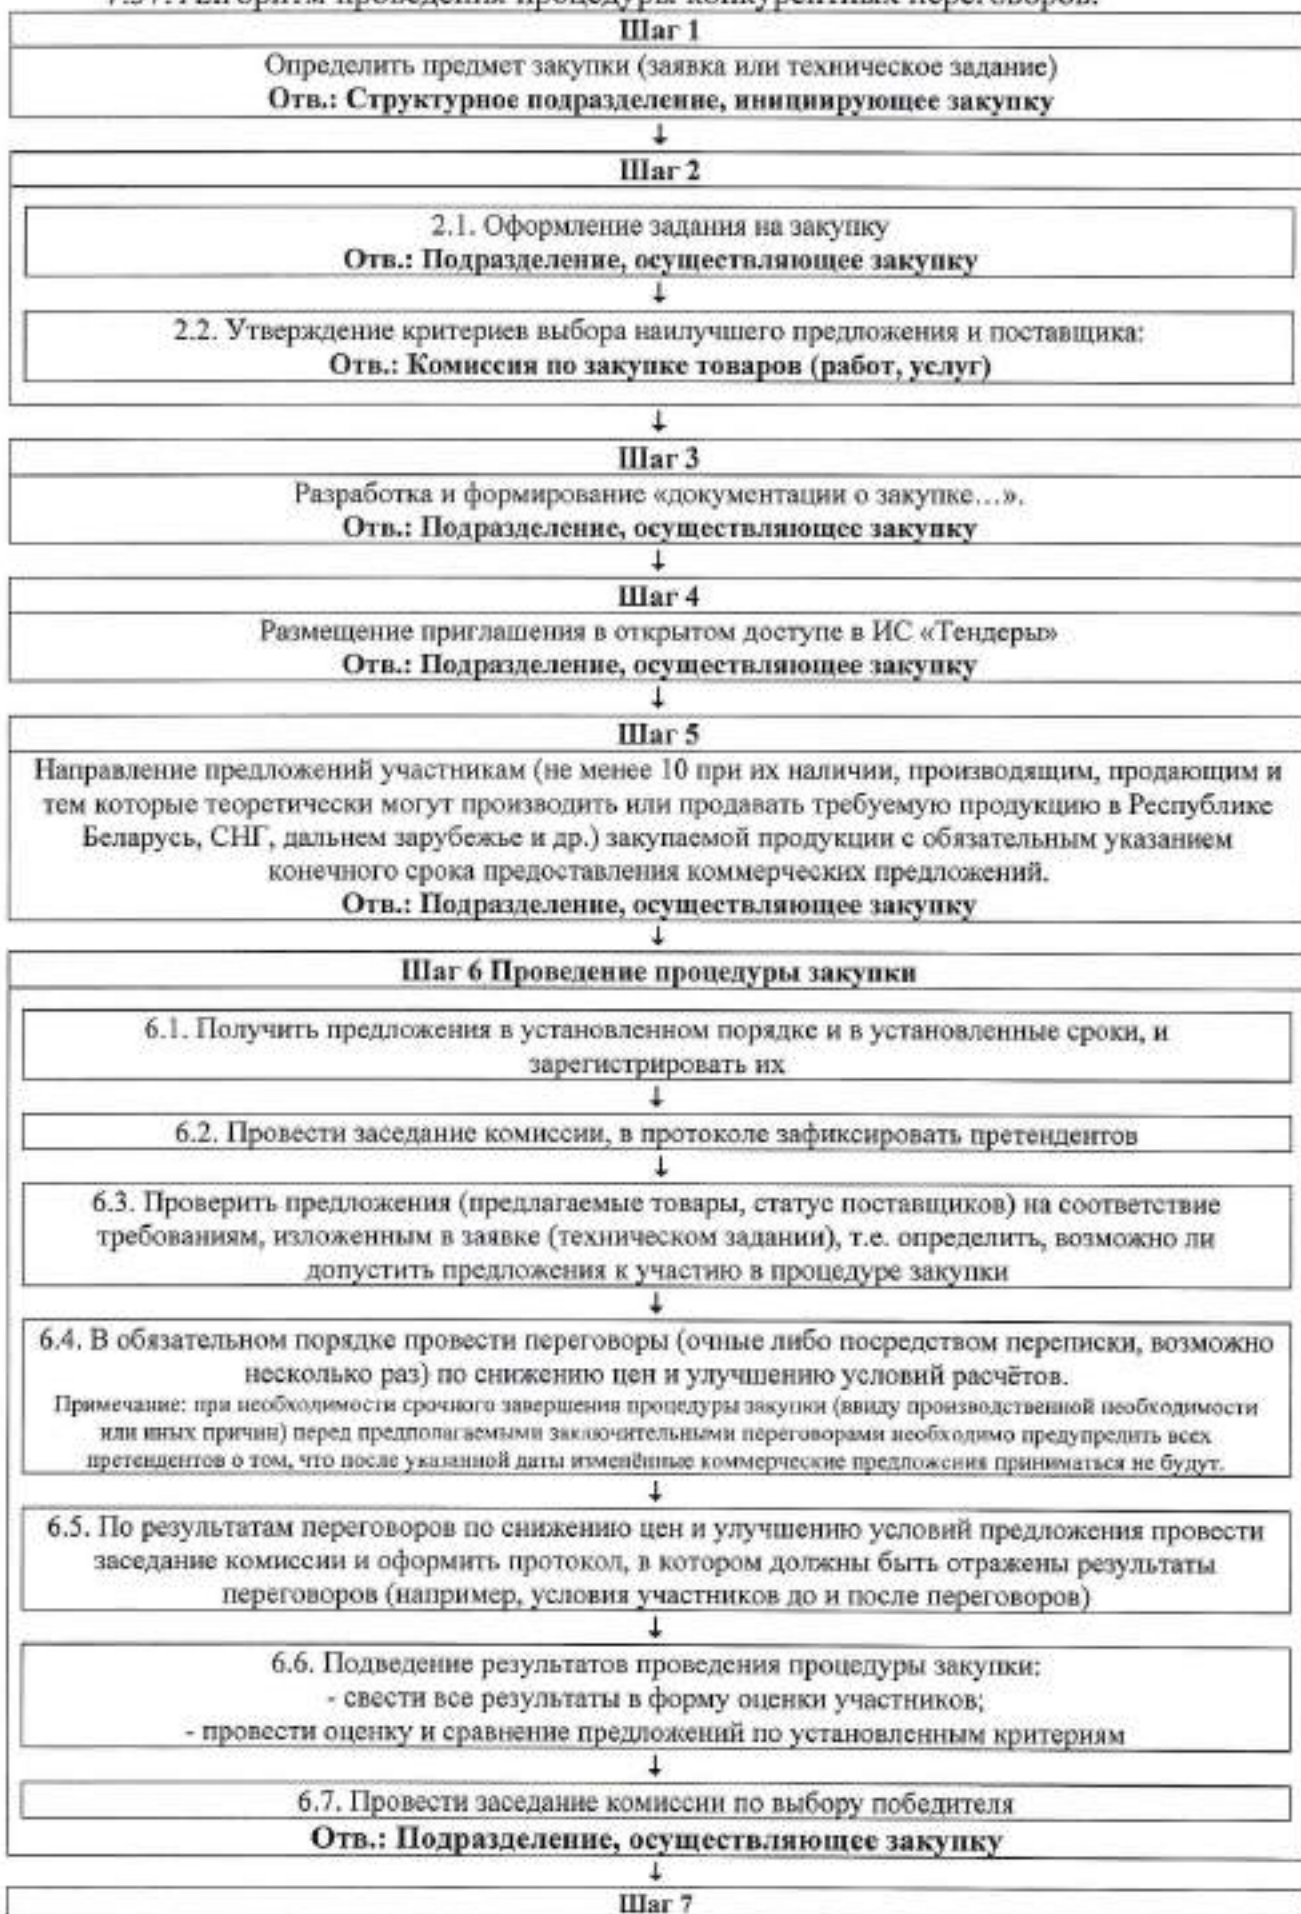 Алгоритм проведения процедуры конкурентных переговоров.
Шаг 1
Определить предмет закупки (заявка или техническое задание)
Отв.: Структурное подразделение, инициирующее закупку
↓
Шаг 2
2.1. Оформление задания на закупку
Отв.: Подразделение, осуществляющее закупку
↓
2.2. Утверждение критериев выбора наилучшего предложения и поставщика:
Отв.: Комиссия по закупке товаров (работ, услуг)
↓
Шаг 3
Разработка и формирование «документации о закупке…».
Отв.: Подразделение, осуществляющее закупку
↓
Шаг 4
Размещение приглашения в открытом доступе в ИС «Тендеры»
Отв.: Подразделение, осуществляющее закупку
↓
Шаг 5
Направление предложений участникам (не менее 10 при их наличии, производящим, продающим и
тем которые теоретически могут производить или продавать требуемую продукцию в Республике
Беларусь, СНГ, дальнем зарубежье и др.) закупаемой продукции с обязательным указанием
конечного срока предоставления коммерческих предложений.
Отв.: Подразделение, осуществляющее закупку
↓
Шаг 6 Проведение процедуры закупки
6.1. Получить предложения в установленном порядке и в установленные сроки, и
зарегистрировать их
↓
6.2. Провести заседание комиссии, в протоколе зафиксировать претендентов
↓
6.3. Проверить предложения (предлагаемые товары, статус поставщиков) на соответствие
требованиям, изложенным в заявке (техническом задании), т.е. определить, возможно ли
допустить предложения к участию в процедуре закупки
↓
6.4. В обязательном порядке провести переговоры (очные либо посредством переписки, возможно
несколько раз) по снижению цен и улучшению условий расчётов.
Примечание: при необходимости срочного завершения процедуры закупки (ввиду производственной необходимости
или иных причин) перед предполагаемыми заключительными переговорами необходимо предупредить всех
претендентов о том, что после указанной даты изменённые коммерческие предложения приниматься не будут.
↓
6.5. По результатам переговоров по снижению цен и улучшению условий предложения провести
заседание комиссии и оформить протокол, в котором должны быть отражены результаты
переговоров (например, условия участников до и после переговоров)
↓
6.6. Подведение результатов проведения процедуры закупки:
- свести все результаты в форму оценки участников;
- провести оценку и сравнение предложений по установленным критериям
↓
6.7. Провести заседание комиссии по выбору победителя
Отв.: Подразделение, осуществляющее закупку
↓
Шаг 7